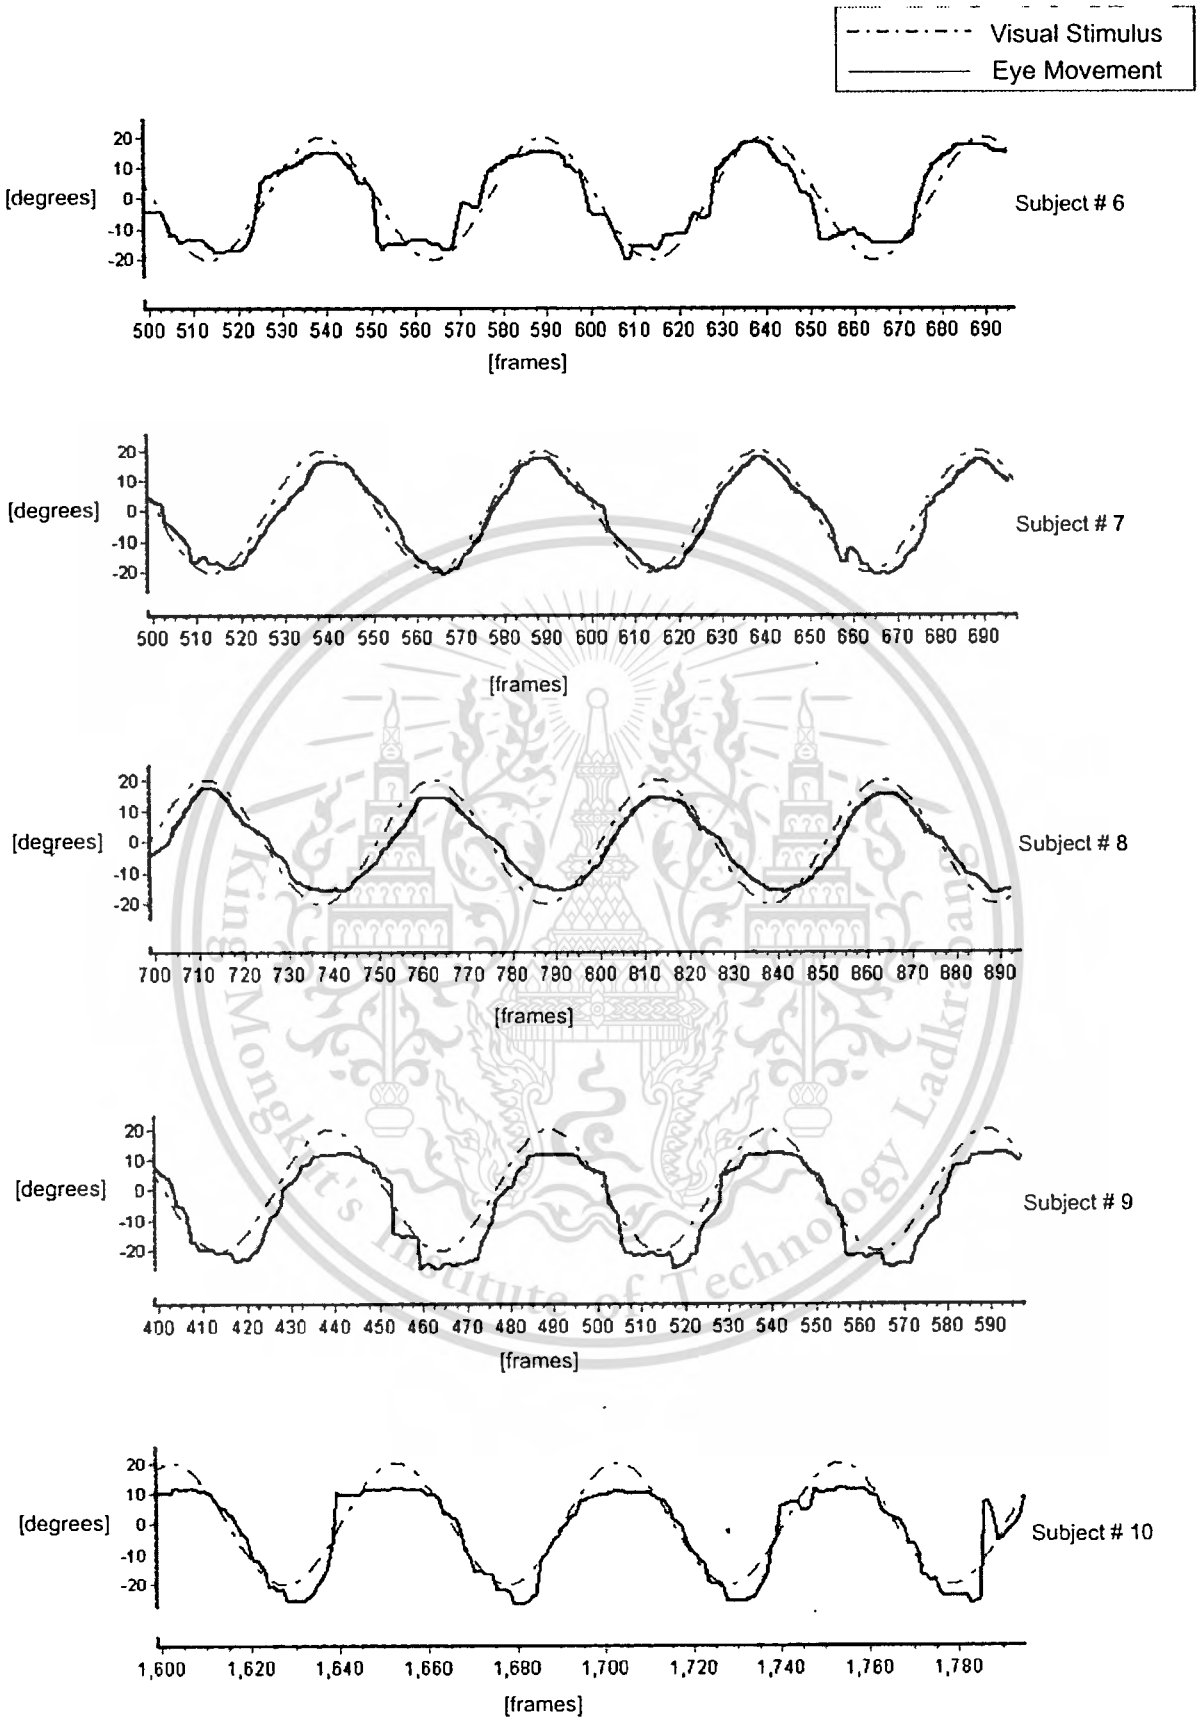 Visual Stimulus
Eye Movement
20
10
0
-10
-20
[degrees]
Subject # 6
500 510 520 530 540 550 560 570 580 590 600 610 620 630 640 650 660 670 680 690
[frames]
20
10
0
-10
-20
[degrees]
Subject # 7
500 510 520 530 540 550 560 570 580 590 600 610 620 630 640 650 660 670 680 690
[frames]
20
10
0
-10
-20
[degrees]
Subject # 8
700 710 720 730 740 750 760 770 780 790 800 810 820 830 840 850 860 870 880 890
[frames]
20
10
0
-10
-20
[degrees]
Subject # 9
400 410 420 430 440 450 460 470 480 490 500 510 520 530 540 550 560 570 580 590
[frames]
20
10
0
-10
-20
[degrees]
Subject # 10
1,600 1,620 1,640 1,660 1,680 1,700 1,720 1,740 1,760 1,780
[frames]
King Mongkut's Institute of Technology Ladkrabang